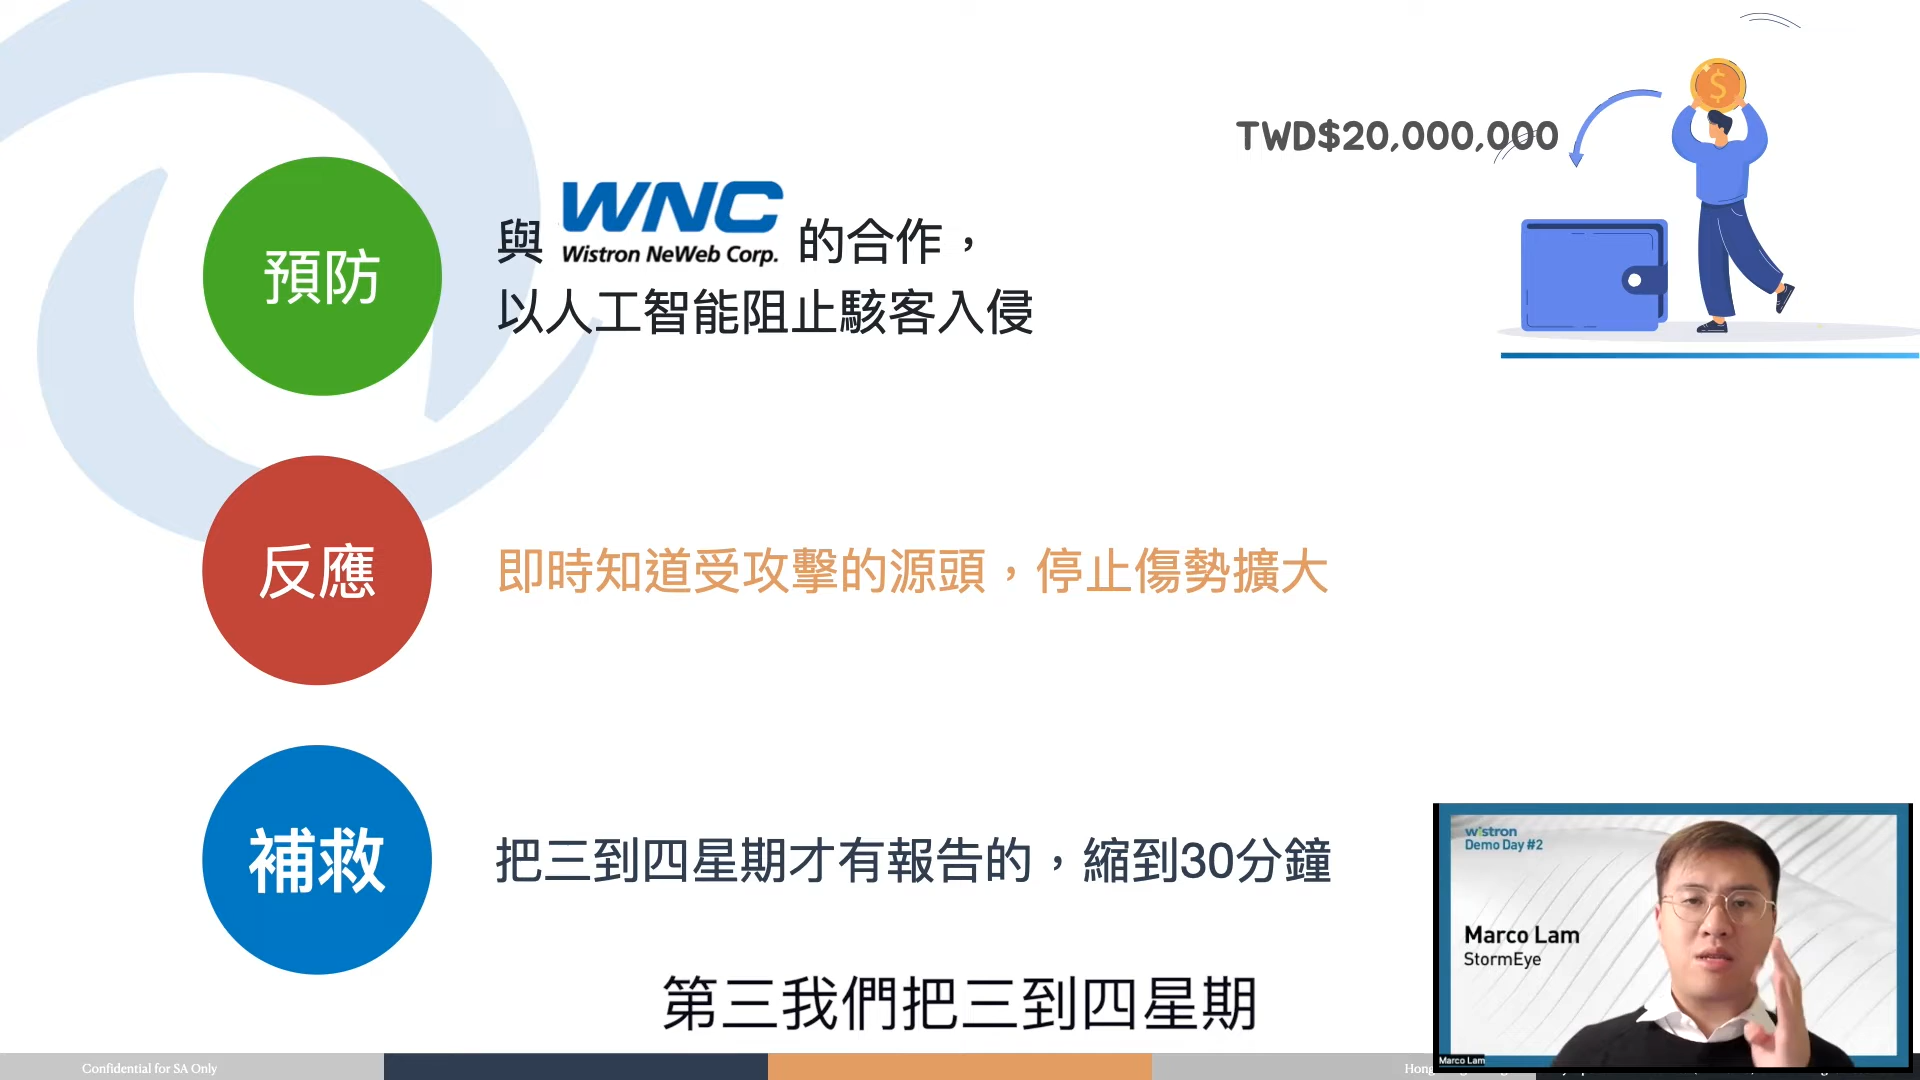 TWD$20,000,000
預防
與 WNC 的合作，
Wistron NeWeb Corp.
以人工智能阻止駭客入侵
反應
即時知道受攻擊的源頭，停止傷勢擴大
補救
把三到四星期才有報告的，縮到30分鐘
第三我們把三到四星期
wistron
Demo Day #2
Marco Lam
StormEye
Marco Lam
Confidential for SA Only